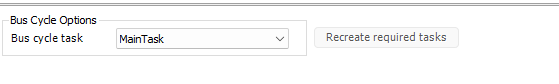 Bus Cycle Options
Bus cycle task MainTask Recreate required tasks